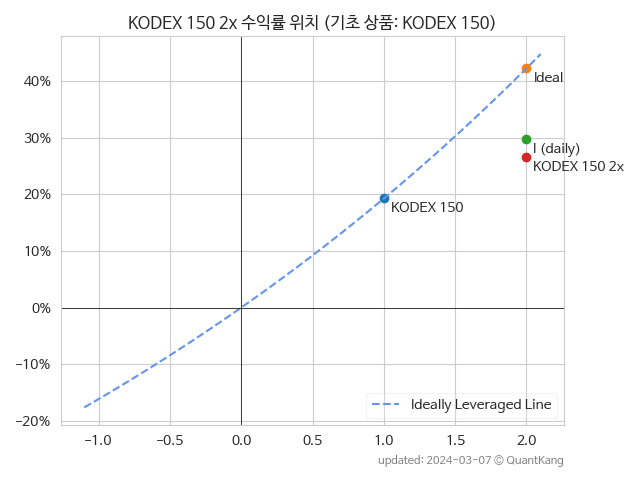 KODEX 150 2x 수익률 위치 (기초 상품: KODEX 150)
40%
30%
20%
10%
0%
−10%
−20%
Ideal
I (daily)
KODEX 150 2x
KODEX 150
Ideally Leveraged Line
−1.0
−0.5
0.0
0.5
1.0
1.5
2.0
updated: 2024-03-07 © QuantKang